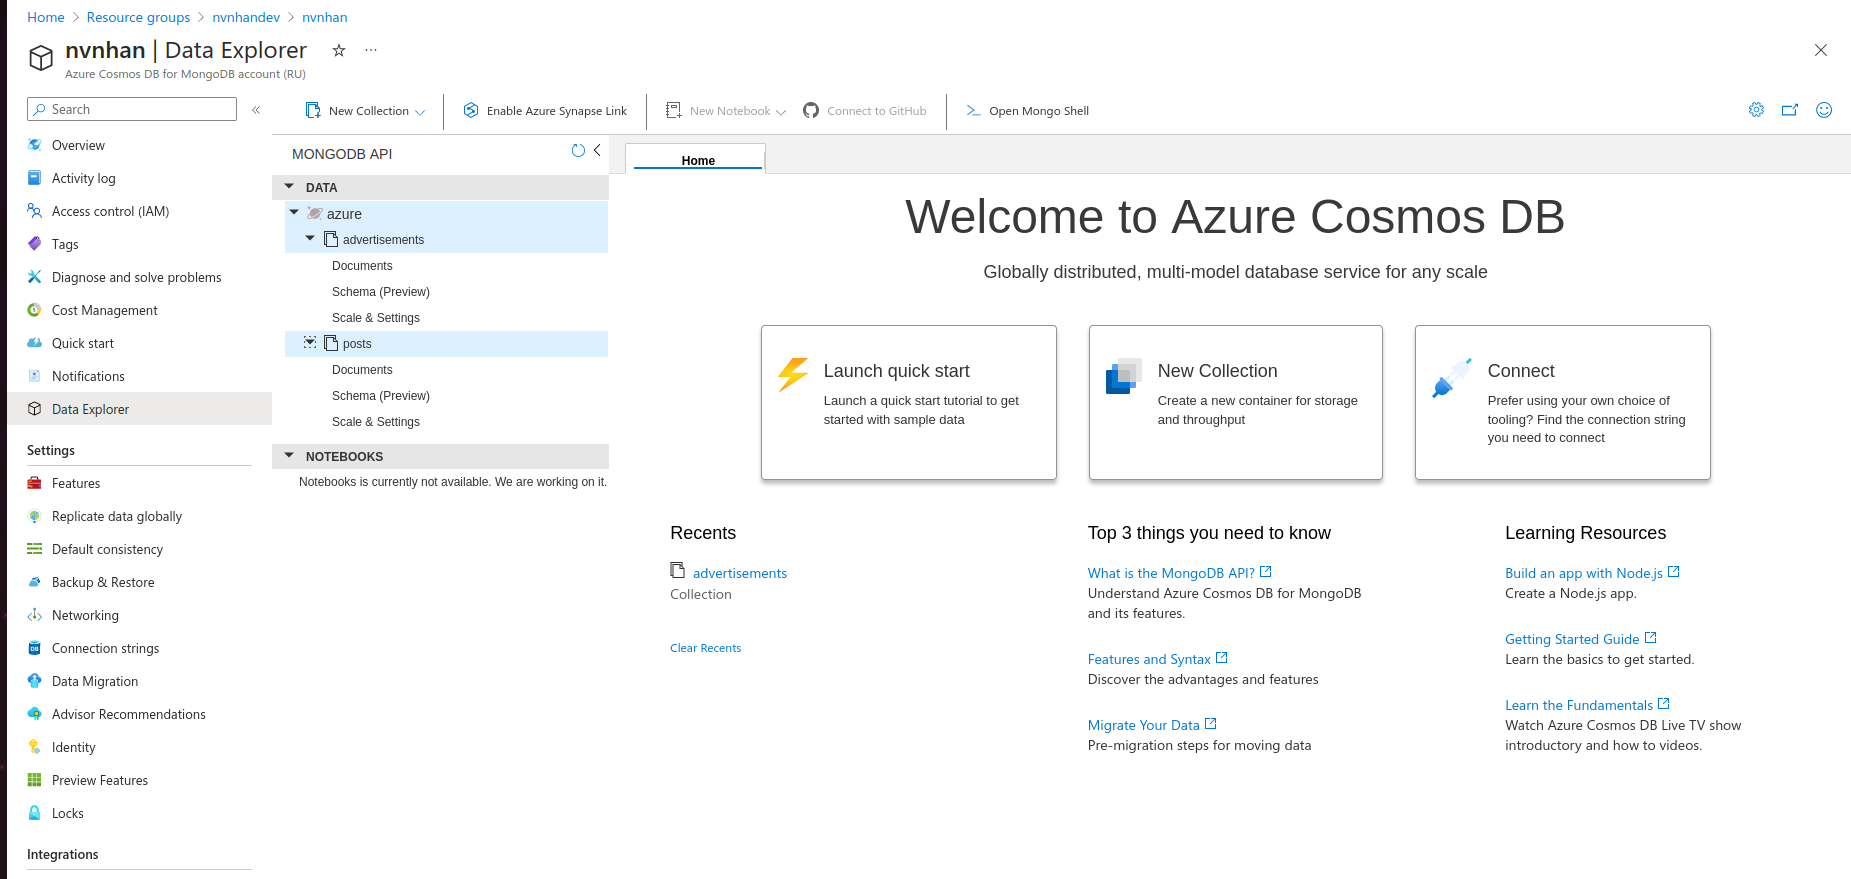 Home > Resource groups > nvnhandev > nvnhan
nvnhan | Data Explorer ☆ ...
Azure Cosmos DB for MongoDB account (RU)
Search «
Overview
Activity log
Access control (IAM)
Tags
Diagnose and solve problems
Cost Management
Quick start
Notifications
Data Explorer
Settings
Features
Replicate data globally
Default consistency
Backup & Restore
Networking
Connection strings
Data Migration
Advisor Recommendations
Identity
Preview Features
Locks
Integrations
New Collection
Enable Azure Synapse Link
New Notebook
Connect to GitHub
Open Mongo Shell
MONGODB API
DATA
azure
advertisements
Documents
Schema (Preview)
Scale & Settings
posts
Documents
Schema (Preview)
Scale & Settings
NOTEBOOKS
Notebooks is currently not available. We are working on it.
Home
Welcome to Azure Cosmos DB
Globally distributed, multi-model database service for any scale
Launch quick start
Launch a quick start tutorial to get
started with sample data
New Collection
Create a new container for storage
and throughput
Connect
Prefer using your own choice of
tooling? Find the connection string
you need to connect
Recents
advertisements
Collection
Clear Recents
Top 3 things you need to know
What is the MongoDB API?
Understand Azure Cosmos DB for MongoDB
and its features.
Features and Syntax
Discover the advantages and features
Migrate Your Data
Pre-migration steps for moving data
Learning Resources
Build an app with Node.js
Create a Node.js app.
Getting Started Guide
Learn the basics to get started.
Learn the Fundamentals
Watch Azure Cosmos DB Live TV show
introductory and how to videos.